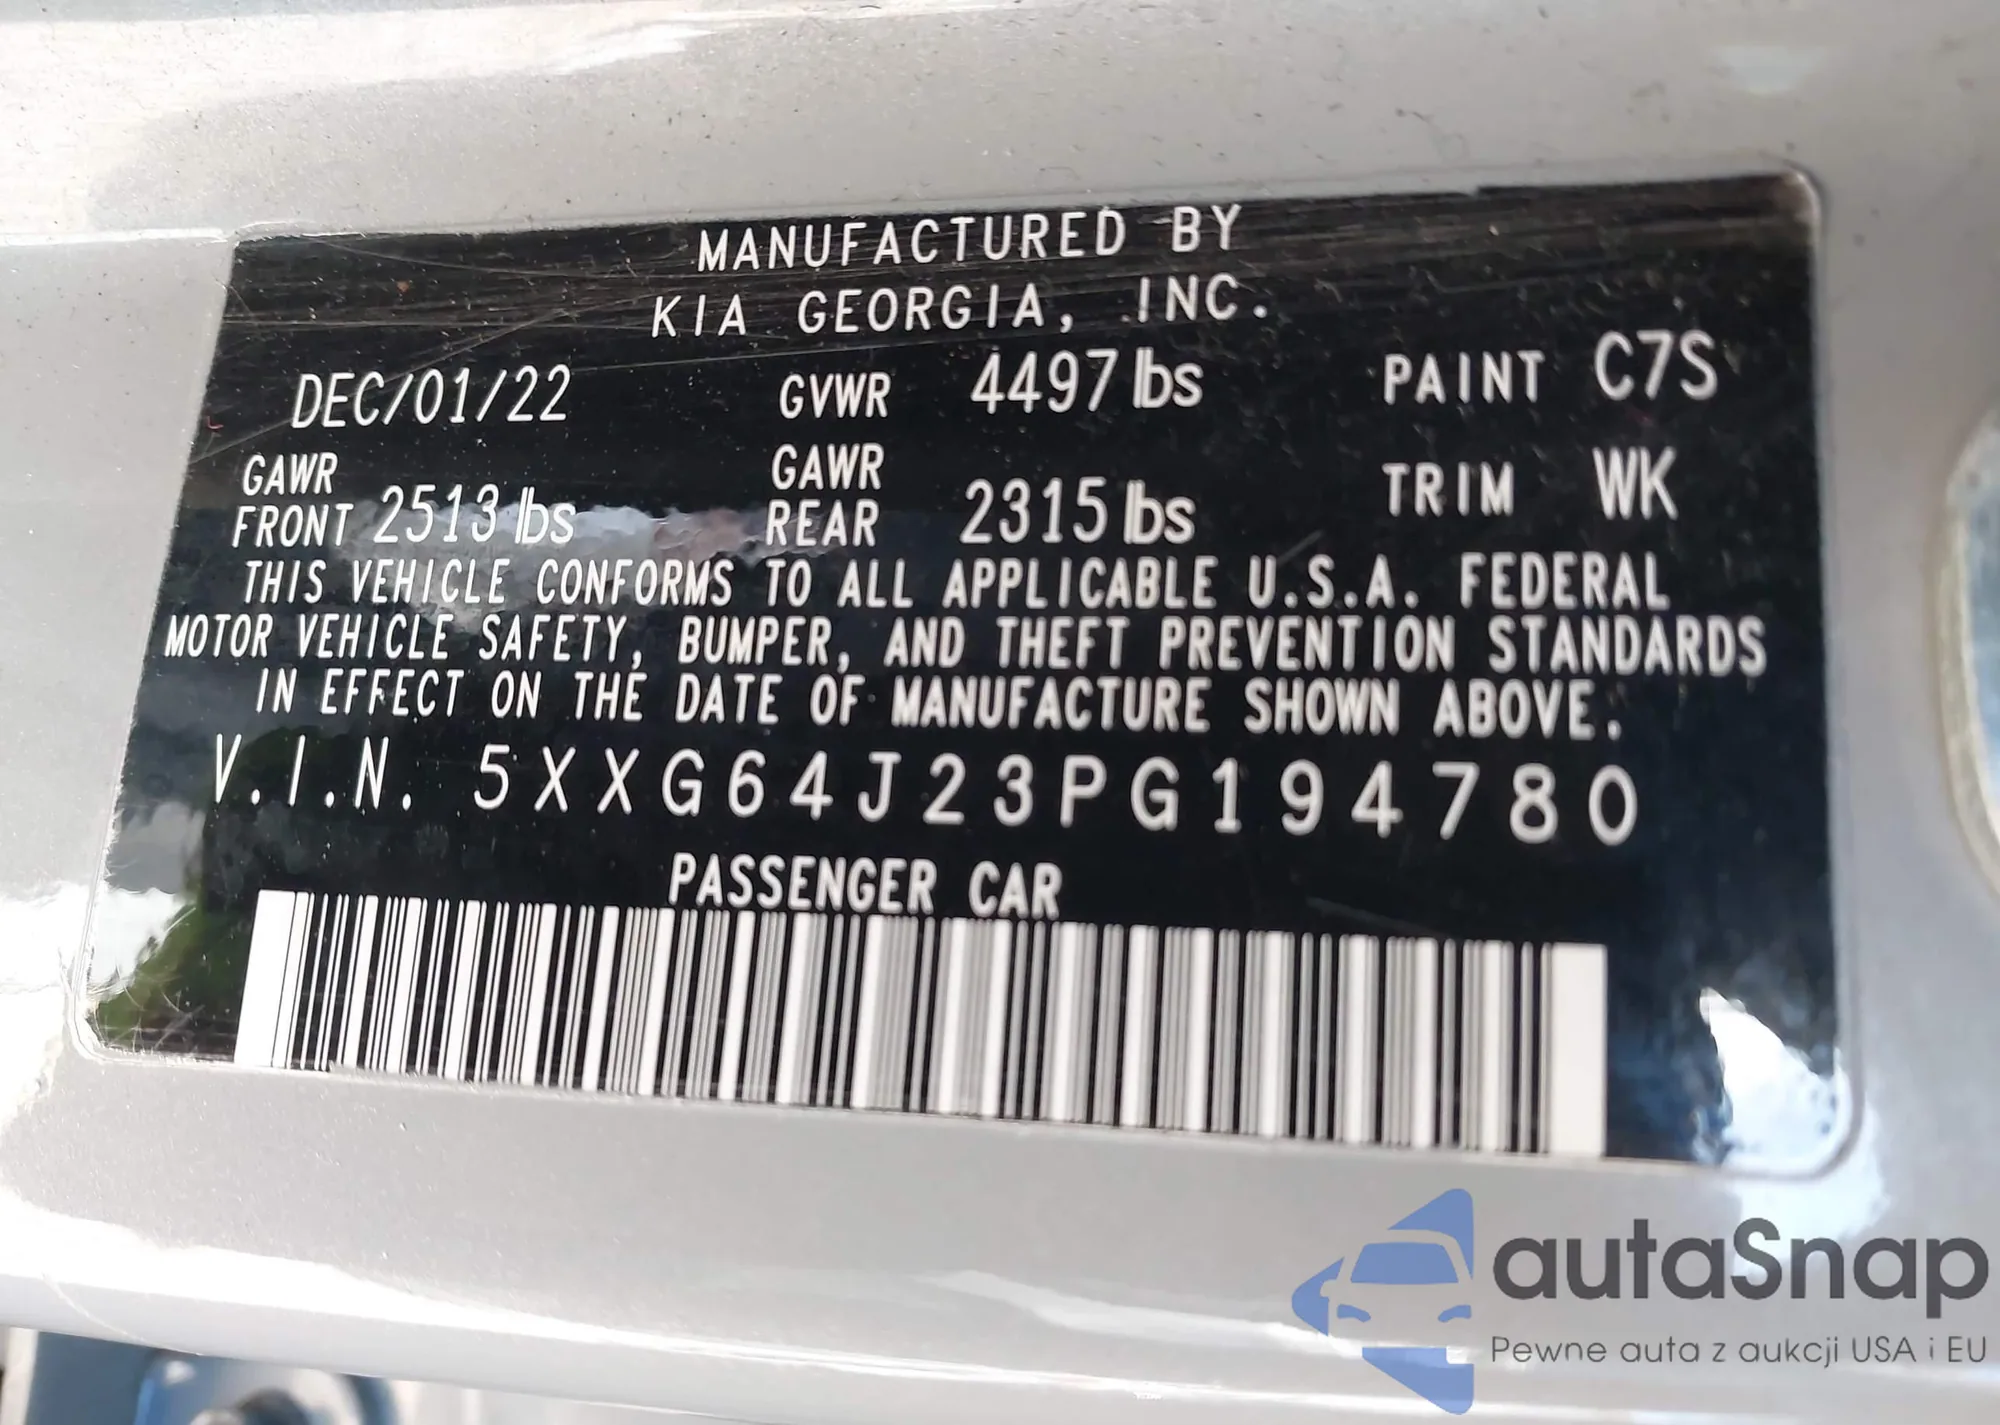 MANUFACTURED BY
KIA GEORGIA, INC.
DEC/01/22 GVWR 4497 lbs PAINT C7S
GAWR FRONT 2513 lbs GAWR REAR 2315 lbs TRIM WK
THIS VEHICLE CONFORMS TO ALL APPLICABLE U.S.A. FEDERAL
MOTOR VEHICLE SAFETY, BUMPER, AND THEFT PREVENTION STANDARDS
IN EFFECT ON THE DATE OF MANUFACTURE SHOWN ABOVE.
V.I.N. 5XXG64J23PG194780
PASSENGER CAR
autaSnap
Pewne auta z aukcji USA i EU